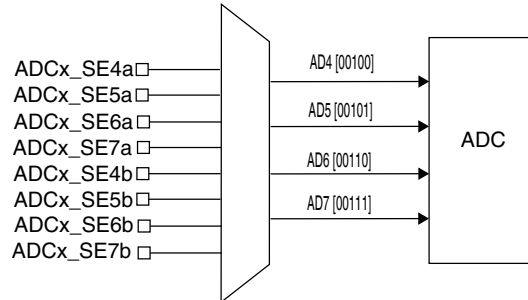 ADCx_SE4a
ADCx_SE5a
ADCx_SE6a
ADCx_SE7a
ADCx_SE4b
ADCx_SE5b
ADCx_SE6b
ADCx_SE7b
AD4 [00100]
AD5 [00101]
AD6 [00110]
AD7 [00111]
ADC